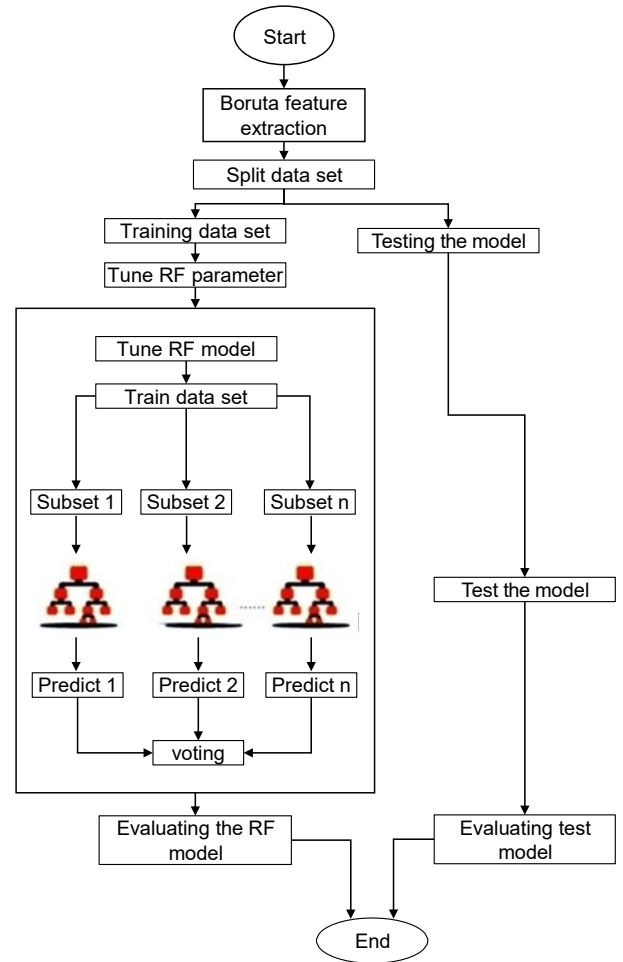 Start
Boruta feature
extraction
Split data set
Training data set
Testing the model
Tune RF parameter
Tune RF model
Train data set
Subset 1
Subset 2
Subset n
......
Test the model
Predict 1
Predict 2
Predict n
voting
Evaluating the RF
model
Evaluating test
model
End